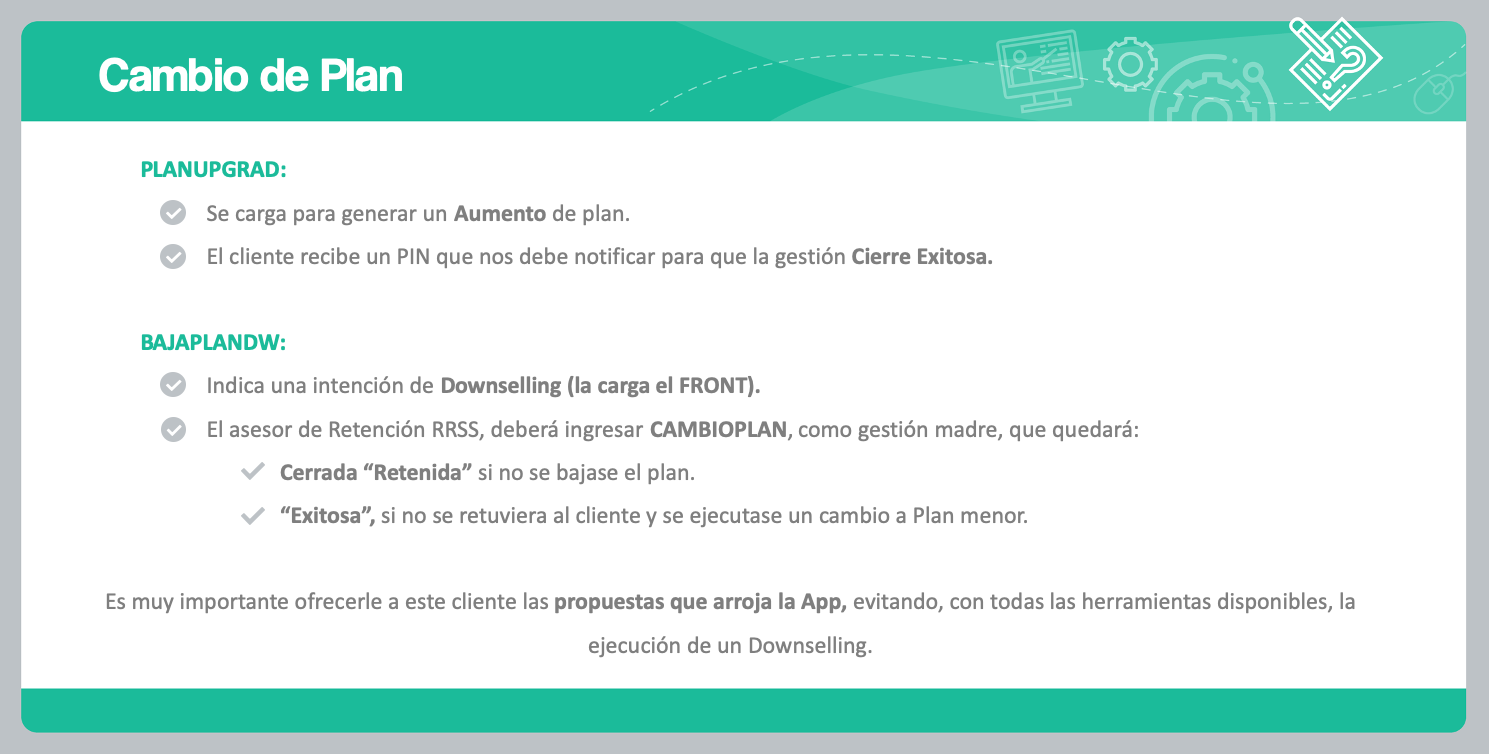 Cambio de Plan
PLANUPGRAD:
Se carga para generar un Aumento de plan.
El cliente recibe un PIN que nos debe notificar para que la gestión Cierre Exitosa.
BAJAPLANDW:
Indica una intención de Downselling (la carga el FRONT).
El asesor de Retención RRSS, deberá ingresar CAMBIOPLAN, como gestión madre, que quedará:
Cerrada “Retenida” si no se bajase el plan.
“Exitosa”, si no se retuviera al cliente y se ejecutase un cambio a Plan menor.
Es muy importante ofrecerle a este cliente las propuestas que arroja la App, evitando, con todas las herramientas disponibles, la
ejecución de un Downselling.